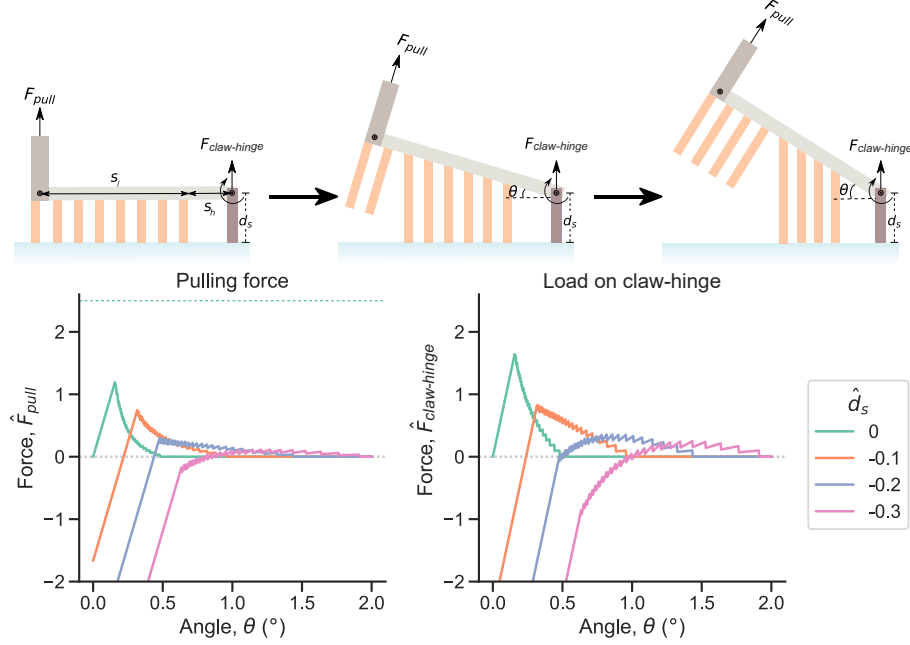 F_pull
F_claw-hinge
s_l
s_h
d_s
F_pull
F_claw-hinge
θ
d_s
F_pull
F_claw-hinge
θ
d_s
Pulling force
Load on claw-hinge
Force, F̂_pull
2
1
0
−1
−2
0.0 0.5 1.0 1.5 2.0
Angle, θ (°)
Force, F̂_claw-hinge
2
1
0
−1
−2
0.0 0.5 1.0 1.5 2.0
Angle, θ (°)
d̂_s
0
-0.1
-0.2
-0.3